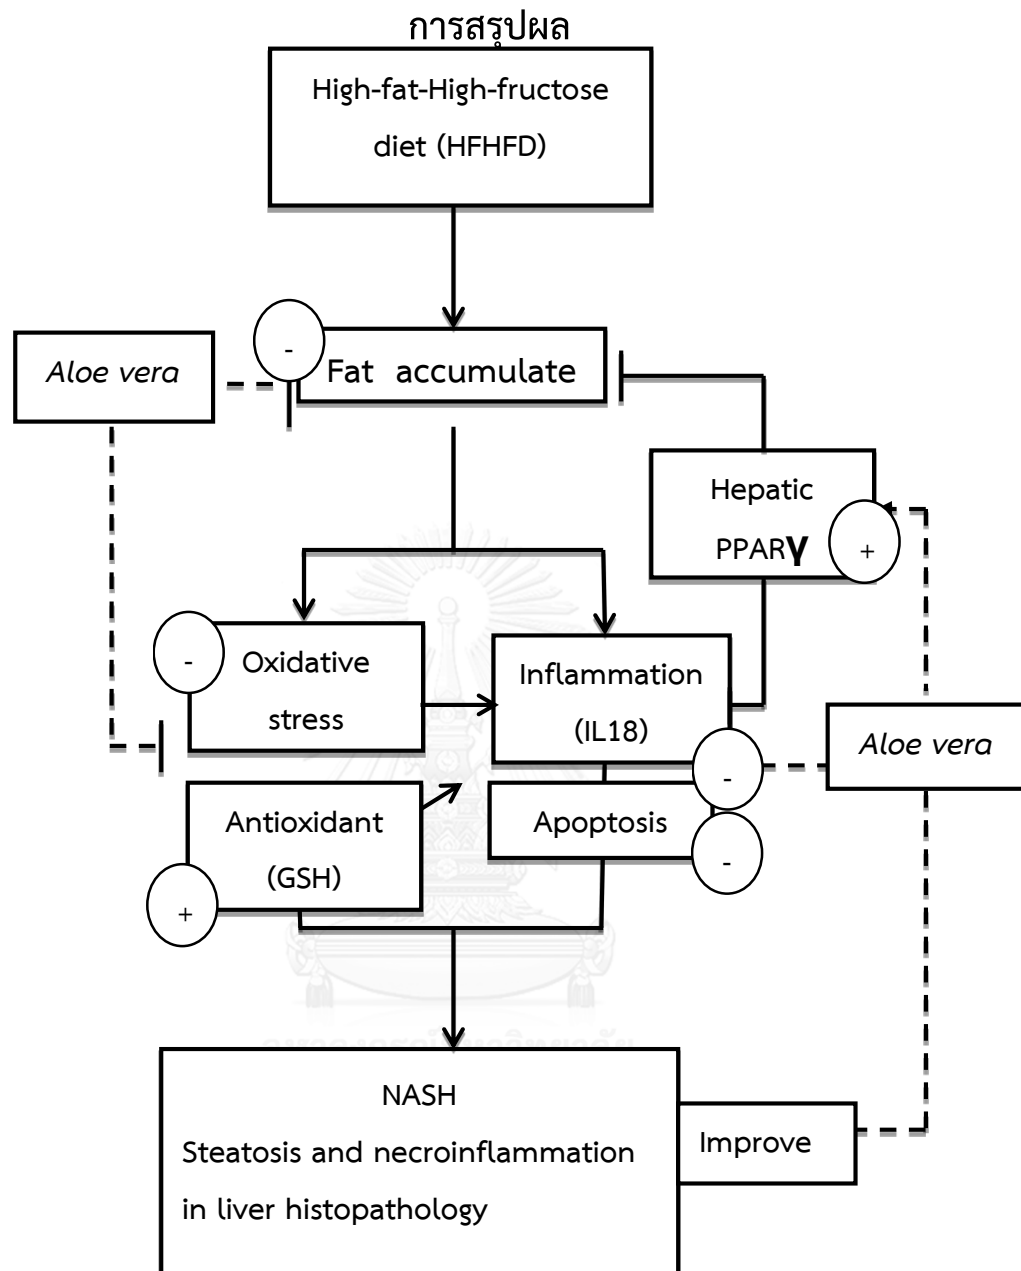 การสรุปผล
High-fat-High-fructose
diet (HFHFD)
-
Fat accumulate
Aloe vera
Hepatic
PPARγ
+
-
Oxidative
stress
Inflammation
(IL18)
-
Aloe vera
Antioxidant
(GSH)
+
Apoptosis
-
NASH
Steatosis and necroinflammation
in liver histopathology
Improve